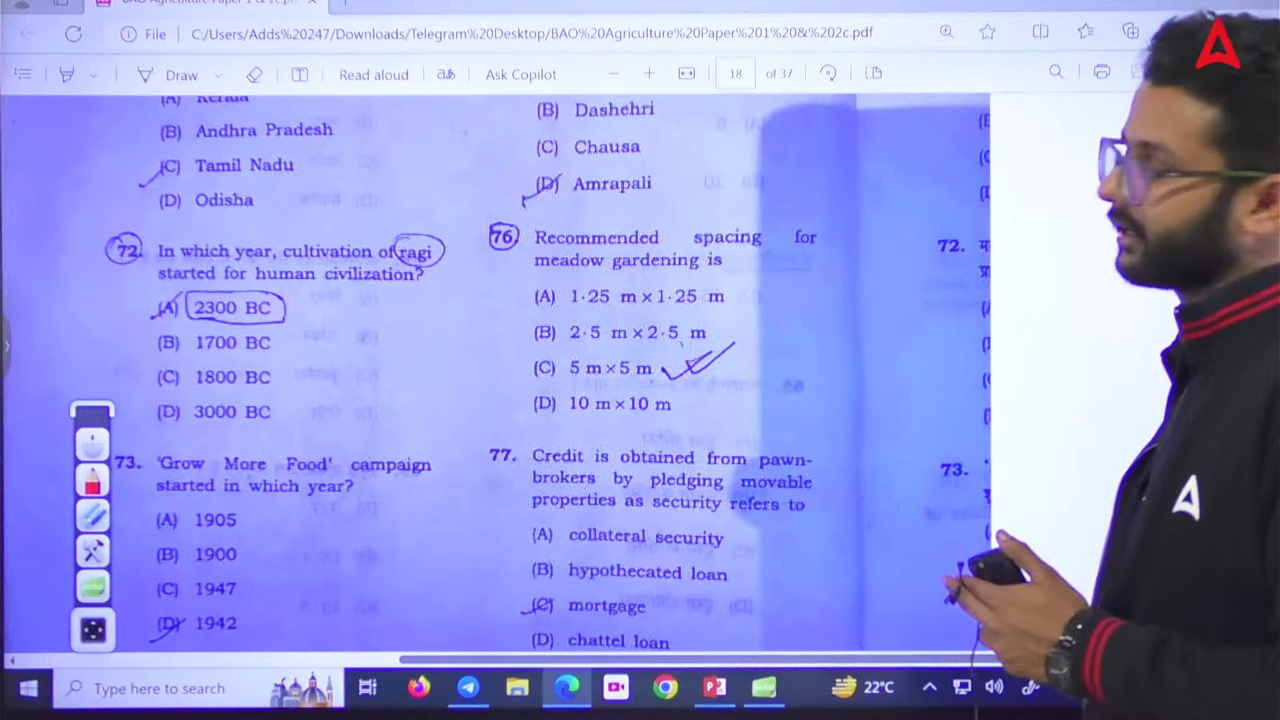 BAO Agriculture Paper 1 &
File
C:/Users/Adds%20247/Downloads/Telegram%20Desktop/BAO%20Agriculture%20Paper%201%20&%202c.pdf
Draw
Read aloud
Ask Copilot
18
of 37
(A) Kerala
(B) Andhra Pradesh
(C) Tamil Nadu
(D) Odisha
72. In which year, cultivation of ragi
started for human civilization?
(A) 2300 BC
(B) 1700 BC
(C) 1800 BC
(D) 3000 BC
73. 'Grow More Food' campaign
started in which year?
(A) 1905
(B) 1900
(C) 1947
(D) 1942
(B) Dashehri
(C) Chausa
(D) Amrapali
76. Recommended spacing for
meadow gardening is
(A) 1·25 m×1·25 m
(B) 2·5 m×2·5 m
(C) 5 m×5 m
(D) 10 m×10 m
77. Credit is obtained from pawn-
brokers by pledging movable
properties as security refers to
(A) collateral security
(B) hypothecated loan
(C) mortgage
(D) chattel loan
72.
73.
Type here to search
22°C